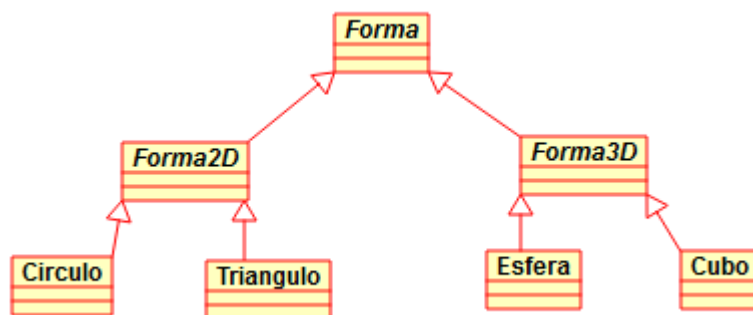 Forma
Forma2D
Forma3D
Circulo
Triangulo
Esfera
Cubo